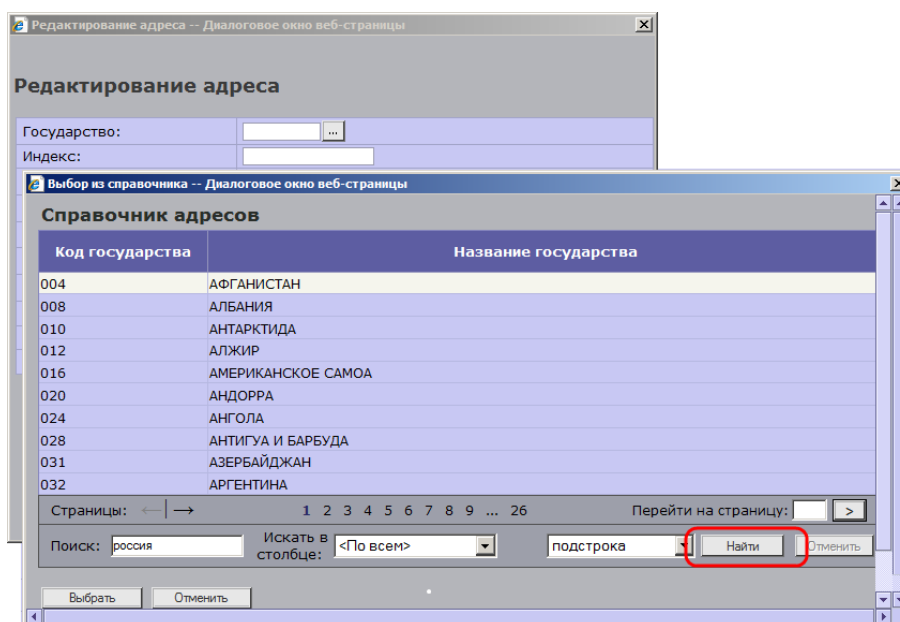 Редактирование адреса -- Диалоговое окно веб-страницы
Редактирование адреса
Государство: ...
Индекс:
Выбор из справочника -- Диалоговое окно веб-страницы
Справочник адресов
Код государства Название государства
004 АФГАНИСТАН
008 АЛБАНИЯ
010 АНТАРКТИДА
012 АЛЖИР
016 АМЕРИКАНСКОЕ САМОА
020 АНДОРРА
024 АНГОЛА
028 АНТИГУА И БАРБУДА
031 АЗЕРБАЙДЖАН
032 АРГЕНТИНА
Страницы: ←|→ 1 2 3 4 5 6 7 8 9 ... 26 Перейти на страницу: >
Поиск: россия Искать в столбце: <По всем> подстрока Найти Отменить
Выбрать Отменить